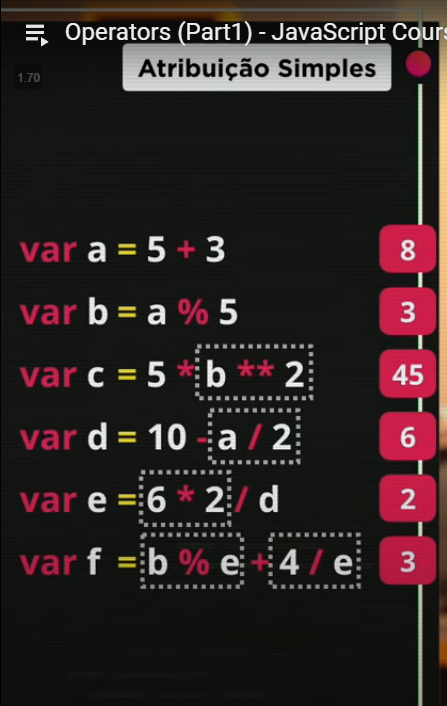 Operators (Part1) - JavaScript Cour
Atribuição Simples
1.70
var a = 5 + 3 8
var b = a % 5 3
var c = 5 * b ** 2 45
var d = 10 - a / 2 6
var e = 6 * 2 / d 2
var f = b % e + 4 / e 3